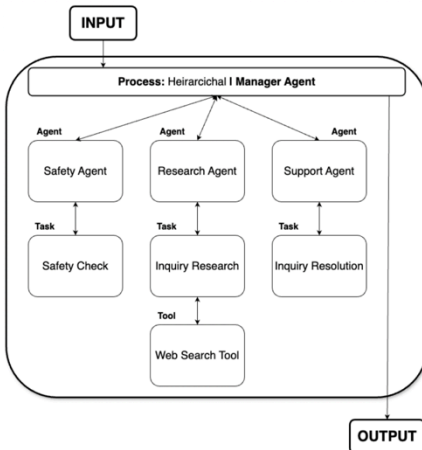 INPUT
Process: Heirarcichal I Manager Agent
Agent Agent Agent
Safety Agent Research Agent Support Agent
Task Task Task
Safety Check Inquiry Research Inquiry Resolution
Tool
Web Search Tool
OUTPUT